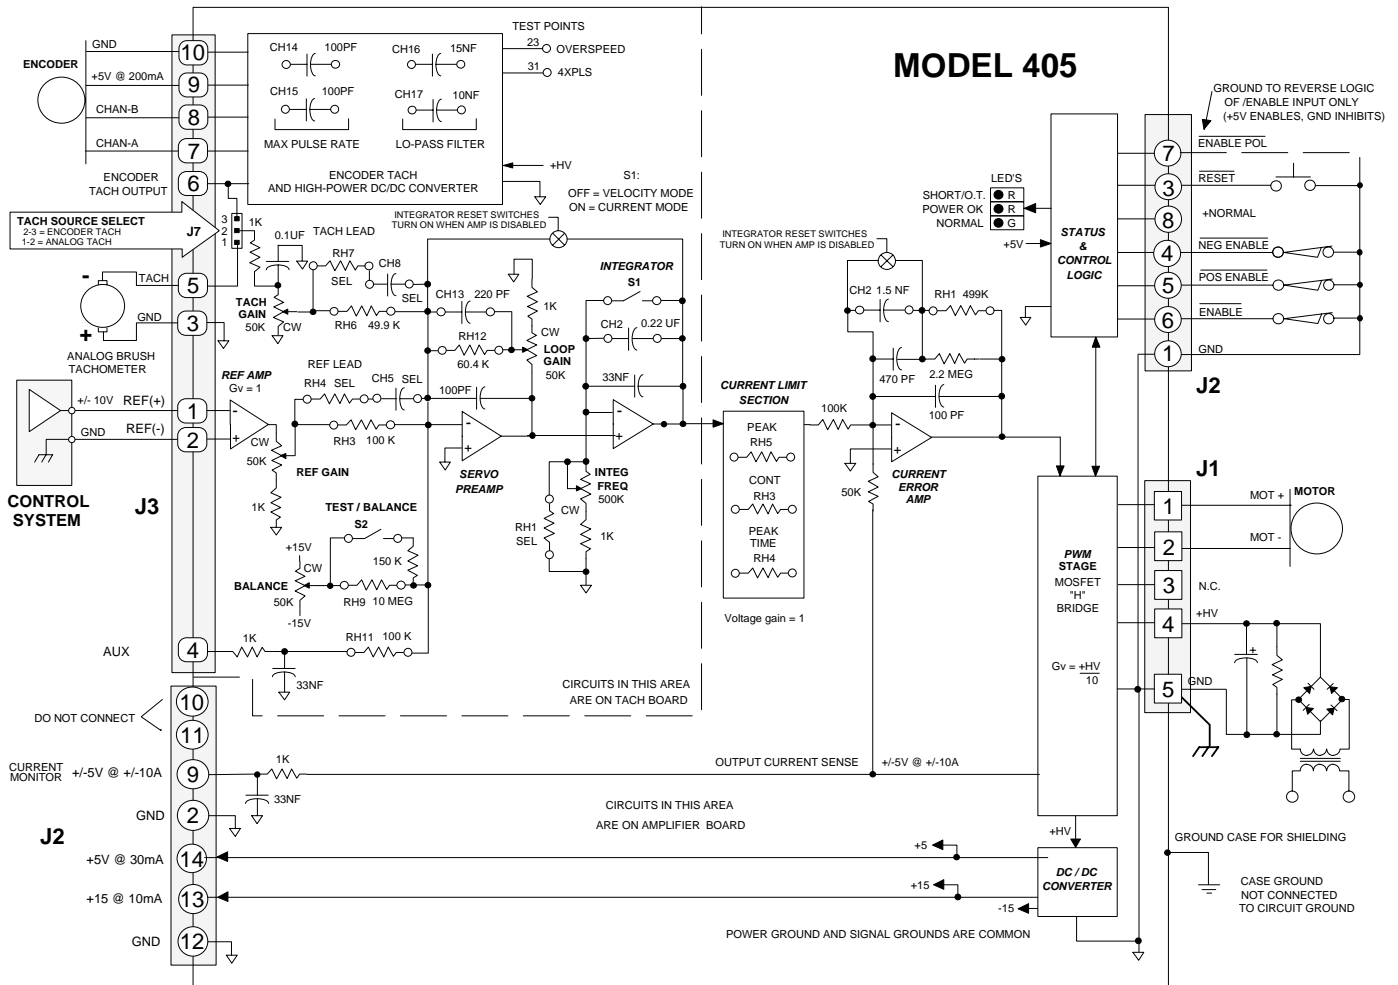 MODEL 405
ENCODER
GND
+5V @ 200mA
CHAN-B
CHAN-A
ENCODER
TACH OUTPUT
10
9
8
7
6
CH14
100PF
CH15
100PF
MAX PULSE RATE
CH16
15NF
CH17
10NF
LO-PASS FILTER
ENCODER TACH
AND HIGH-POWER DC/DC CONVERTER
TEST POINTS
23
OVERSPEED
31
4XPLS
+HV
S1:
OFF = VELOCITY MODE
ON = CURRENT MODE
TACH SOURCE SELECT
2-3 = ENCODER TACH
1-2 = ANALOG TACH
J7
3
2
1
1K
0.1UF
TACH LEAD
RH7
SEL
CH8
SEL
RH6
49.9 K
TACH
GAIN
50K
CW
INTEGRATOR RESET SWITCHES
TURN ON WHEN AMP IS DISABLED
-
TACH
5
GND
3
+
ANALOG BRUSH
TACHOMETER
CH13
220 PF
RH12
60.4 K
1K
CW
LOOP
GAIN
50K
INTEGRATOR
S1
CH2
0.22 UF
33NF
REF AMP
Gv = 1
REF LEAD
RH4
SEL
CH5
SEL
RH3
100 K
100PF
+/- 10V
REF(+)
1
GND
REF(-)
2
-
+
CW
50K
REF GAIN
1K
CONTROL
SYSTEM
J3
-
+
SERVO
PREAMP
-
+
INTEG
FREQ
500K
CW
RH1
SEL
1K
TEST / BALANCE
S2
150 K
+15V
CW
BALANCE
50K
-15V
RH9
10 MEG
AUX
4
1K
33NF
RH11
100 K
CIRCUITS IN THIS AREA
ARE ON TACH BOARD
CURRENT LIMIT
SECTION
PEAK
RH5
CONT
RH3
PEAK
TIME
RH4
Voltage gain = 1
INTEGRATOR RESET SWITCHES
TURN ON WHEN AMP IS DISABLED
CH2
1.5 NF
RH1
499K
470 PF
2.2 MEG
100 PF
100K
-
+
50K
CURRENT
ERROR
AMP
LED'S
SHORT/O.T.
R
POWER OK
R
NORMAL
G
+5V
STATUS
&
CONTROL
LOGIC
GROUND TO REVERSE LOGIC
OF /ENABLE INPUT ONLY
(+5V ENABLES, GND INHIBITS)
7
ENABLE POL
3
RESET
8
+NORMAL
4
NEG ENABLE
5
POS ENABLE
6
ENABLE
1
GND
J2
J1
PWM
STAGE
MOSFET
"H"
BRIDGE
Gv = +HV
10
1
MOT +
MOTOR
2
MOT -
3
N.C.
4
+HV
5
GND
+
DO NOT CONNECT
10
11
CURRENT
MONITOR
+/-5V @ +/-10A
9
1K
33NF
OUTPUT CURRENT SENSE
+/-5V @ +/-10A
GND
2
J2
+5V @ 30mA
14
+15 @ 10mA
13
GND
12
CIRCUITS IN THIS AREA
ARE ON AMPLIFIER BOARD
+HV
+5
+15
-15
DC / DC
CONVERTER
POWER GROUND AND SIGNAL GROUNDS ARE COMMON
GROUND CASE FOR SHIELDING
CASE GROUND
NOT CONNECTED
TO CIRCUIT GROUND